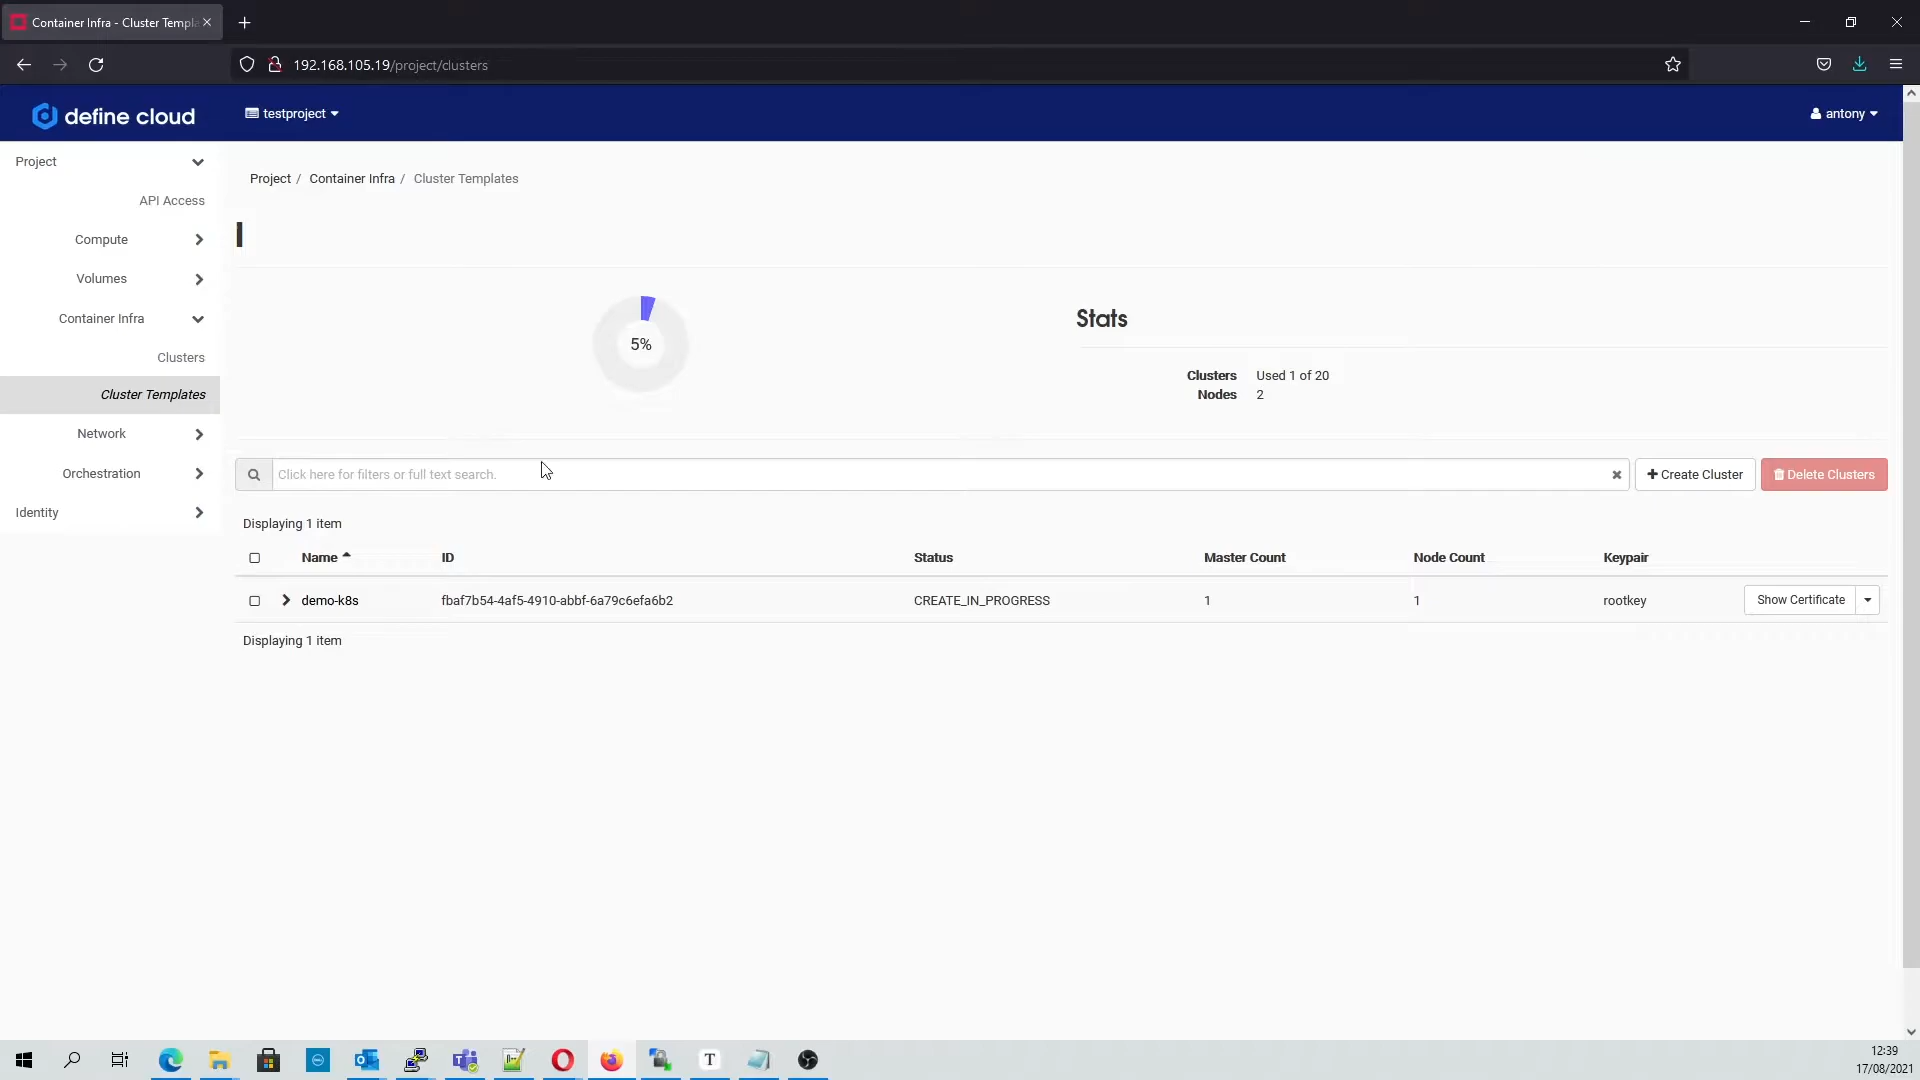 Container Infra - Cluster Templa
192.168.105.19/project/clusters
define cloud
testproject
antony
Project
API Access
Compute
Volumes
Container Infra
Clusters
Cluster Templates
Network
Orchestration
Identity
Project / Container Infra / Cluster Templates
5%
Stats
Clusters Used 1 of 20
Nodes 2
Click here for filters or full text search.
Create Cluster
Delete Clusters
Displaying 1 item
Name ID Status Master Count Node Count Keypair
demo-k8s fbaf7b54-4af5-4910-abbf-6a79c6efa6b2 CREATE_IN_PROGRESS 1 1 rootkey Show Certificate
Displaying 1 item
T
12:39
17/08/2021